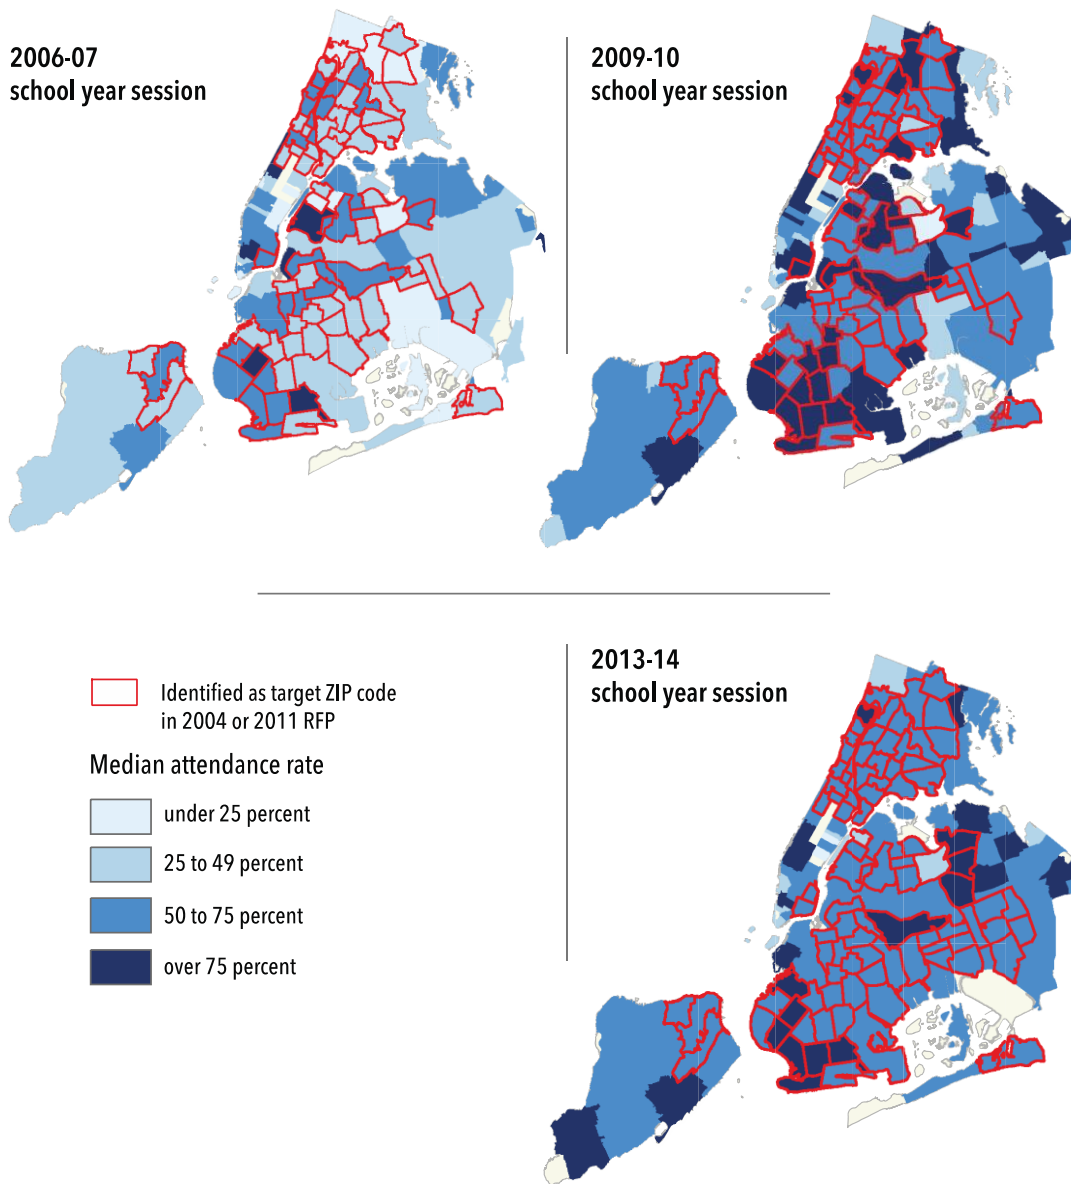 2006-07
school year session
2009-10
school year session
2013-14
school year session
Identified as target ZIP code
in 2004 or 2011 RFP
Median attendance rate
under 25 percent
25 to 49 percent
50 to 75 percent
over 75 percent